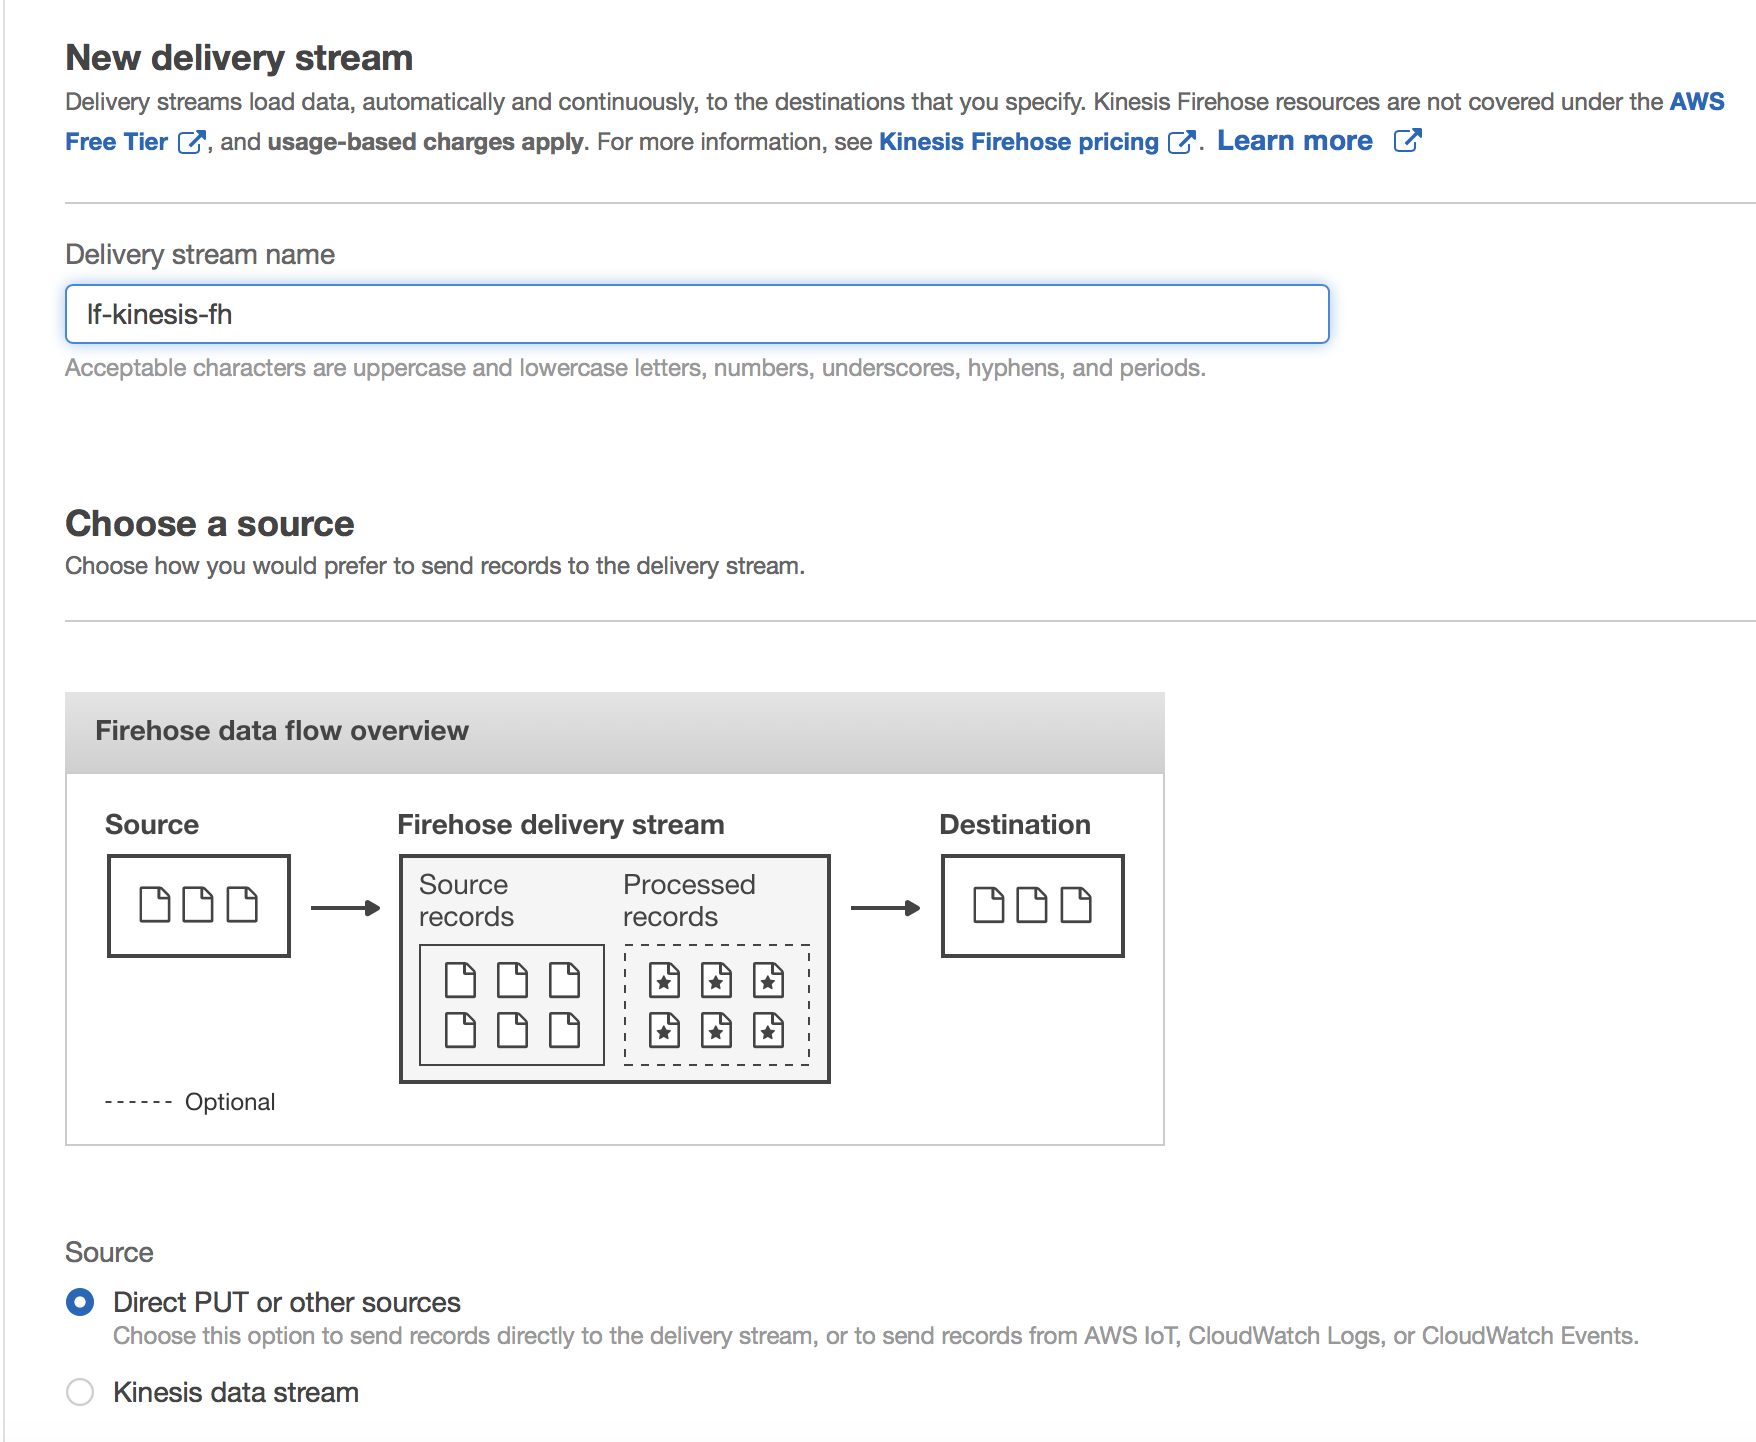 New delivery stream
Delivery streams load data, automatically and continuously, to the destinations that you specify. Kinesis Firehose resources are not covered under the AWS
Free Tier, and usage-based charges apply. For more information, see Kinesis Firehose pricing. Learn more
Delivery stream name
lf-kinesis-fh
Acceptable characters are uppercase and lowercase letters, numbers, underscores, hyphens, and periods.
Choose a source
Choose how you would prefer to send records to the delivery stream.
Firehose data flow overview
Source
Firehose delivery stream
Destination
Source
records
Processed
records
Optional
Source
Direct PUT or other sources
Choose this option to send records directly to the delivery stream, or to send records from AWS IoT, CloudWatch Logs, or CloudWatch Events.
Kinesis data stream